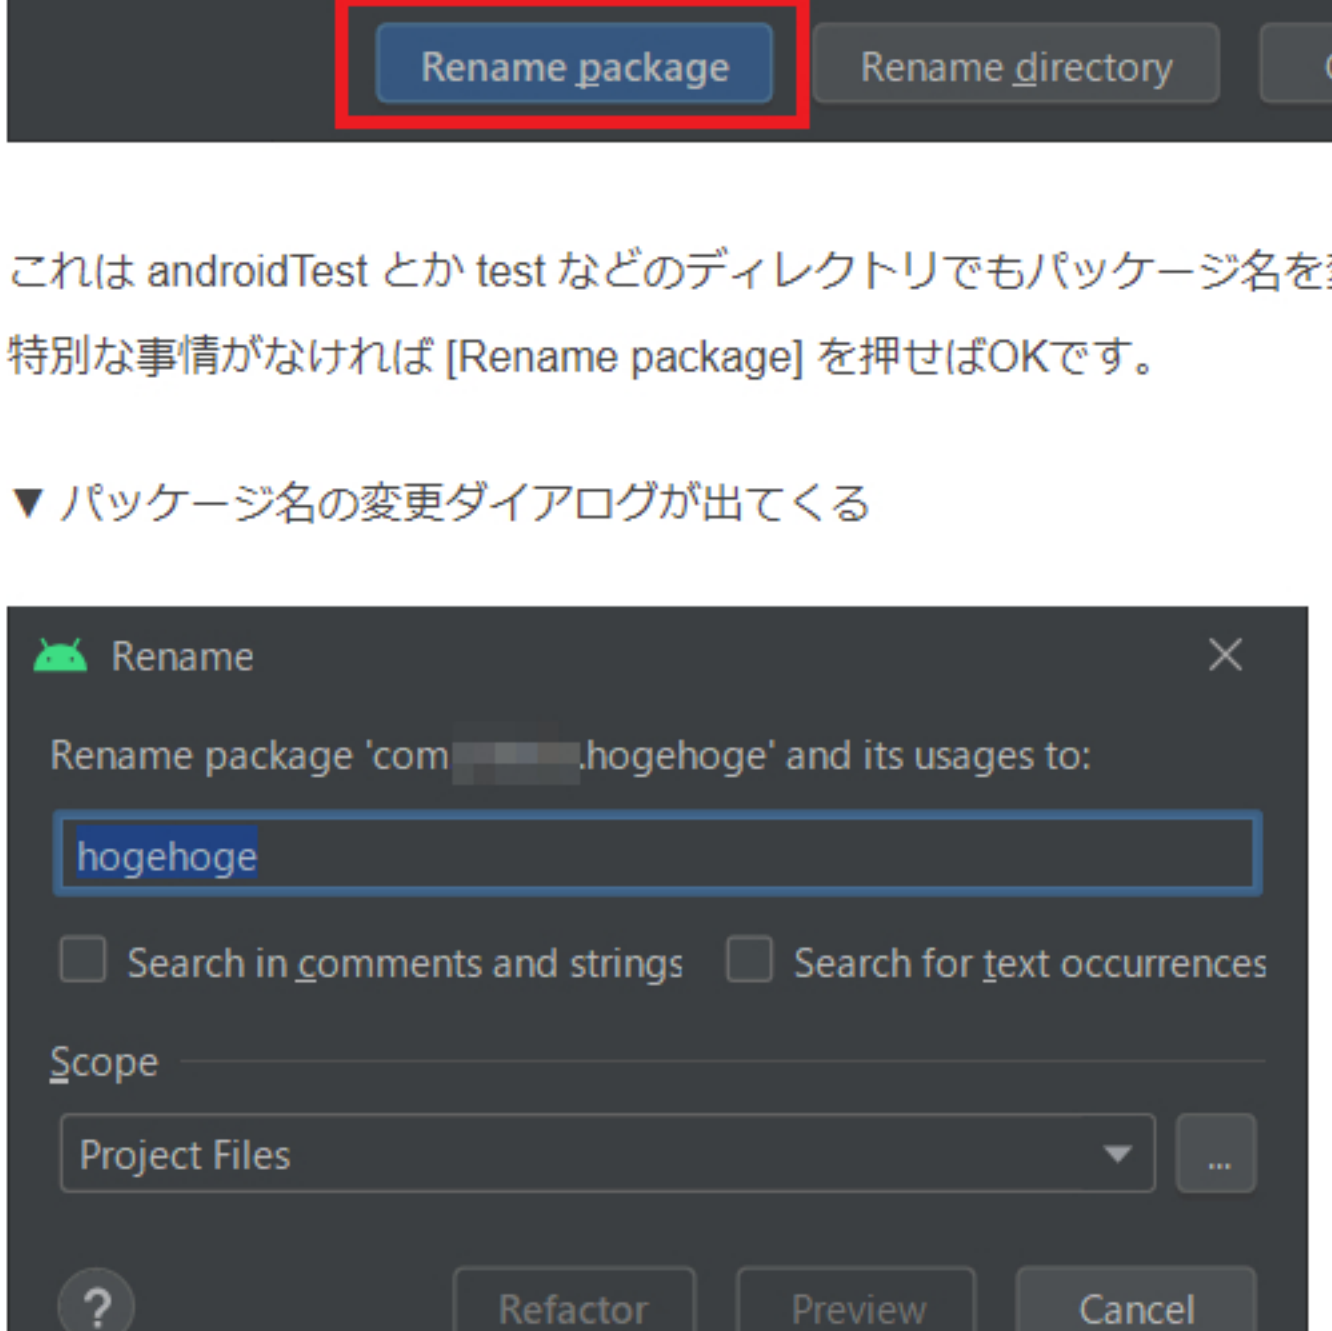 Rename package Rename directory
これは androidTest とか test などのディレクトリでもパッケージ名を
特別な事情がなければ [Rename package] を押せばOKです。
▼ パッケージ名の変更ダイアログが出てくる
Rename
Rename package 'com .hogehoge' and its usages to:
hogehoge
Search in comments and strings Search for text occurrences
Scope
Project Files ...
? Refactor Preview Cancel